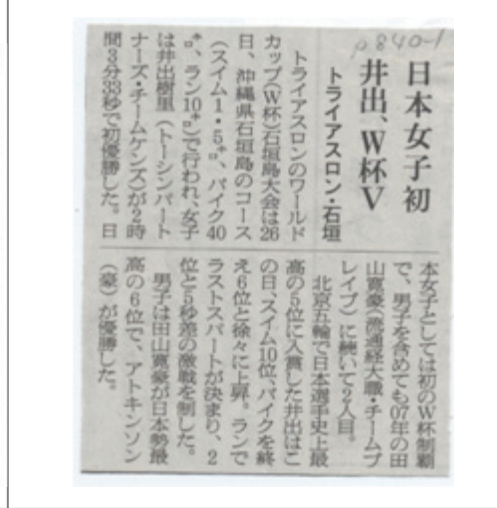 p840-1
日本女子初
井出、W杯V
トライアスロン・石垣
トライアスロンのワールド
カップ(W杯)石垣島大会は26
日、沖縄県石垣島のコース
(スイム1・5㌔、バイク40
㌔、ラン10㌔)で行われ、女子
は井出樹里(トーシンパート
ナーズ・チームケンズ)が2時
間3分33秒で初優勝した。日
本女子としては初のW杯制覇
で、男子を含めても07年の田
山寛豪(流通経大職・チームブ
レイブ)に続いて2人目。
北京五輪で日本選手史上最
高の5位に入賞した井出はこ
の日、スイム10位、バイクを終
え6位と徐々に上昇。ランで
ラストスパートが決まり、2
位と5秒差の激戦を制した。
男子は田山寛豪が日本勢最
高の6位で、アトキンソン
(豪)が優勝した。